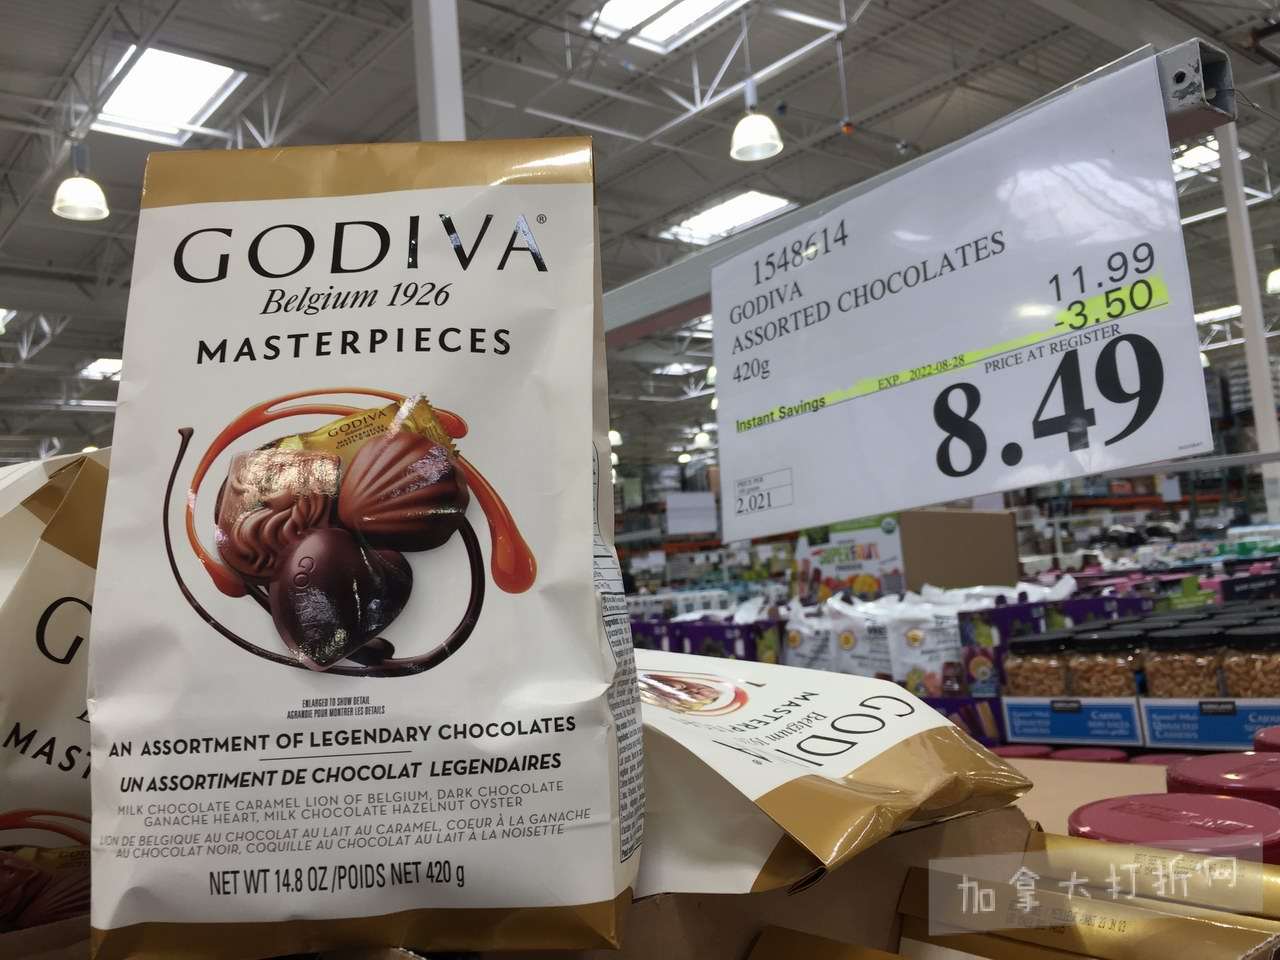 GODIVA®
Belgium 1926
MASTERPIECES
GODIVA
ENLARGED TO SHOW DETAIL
AGRANDIE POUR MONTRER LES DETAILS
AN ASSORTMENT OF LEGENDARY CHOCOLATES
UN ASSORTIMENT DE CHOCOLAT LEGENDAIRES
MILK CHOCOLATE CARAMEL LION OF BELGIUM, DARK CHOCOLATE
GANACHE HEART, MILK CHOCOLATE HAZELNUT OYSTER
LION DE BELGIQUE AU CHOCOLAT AU LAIT AU CARAMEL, COEUR À LA GANACHE
AU CHOCOLAT NOIR, COQUILLE AU CHOCOLAT AU LAIT À LA NOISETTE
NET WT 14.8 OZ /POIDS NET 420 g
1548614
GODIVA
ASSORTED CHOCOLATES
420g
11.99
-3.50
Instant Savings
EXP. 2022-08-28
PRICE AT REGISTER
8.49
PRICE PER
2.021
SUPERFRUIT
GODI
Belgium
MASTERP
G
MAST
加拿大打折网